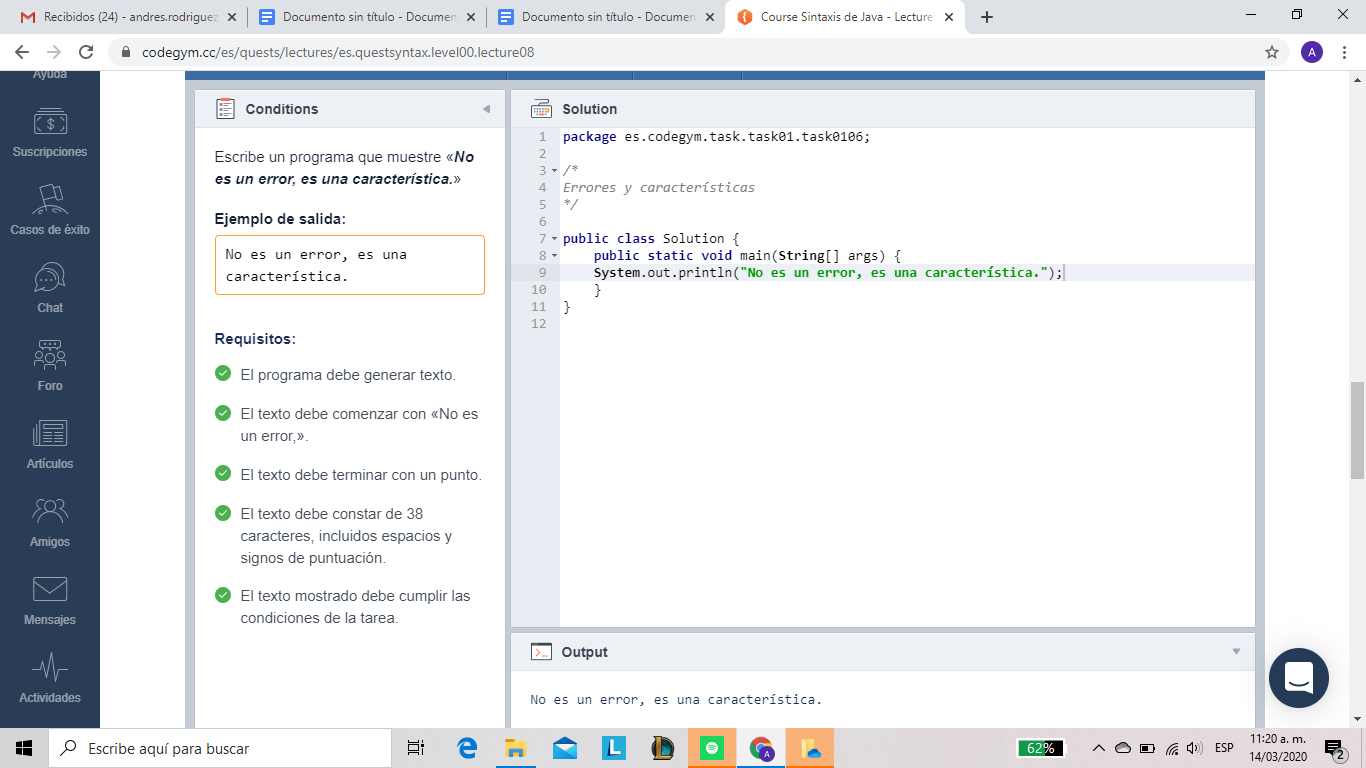 Recibidos (24) - andres.rodriguez
Documento sin título - Documen
Documento sin título - Documen
Course Sintaxis de Java - Lecture
codegym.cc/es/quests/lectures/es.questsyntax.level00.lecture08
A
Ayuda
Suscripciones
Casos de éxito
Chat
Foro
Artículos
Amigos
Mensajes
Actividades
Conditions
Escribe un programa que muestre «No
es un error, es una característica.»
Ejemplo de salida:
No es un error, es una
característica.
Requisitos:
El programa debe generar texto.
El texto debe comenzar con «No es
un error,».
El texto debe terminar con un punto.
El texto debe constar de 38
caracteres, incluidos espacios y
signos de puntuación.
El texto mostrado debe cumplir las
condiciones de la tarea.
Solution
1 package es.codegym.task.task01.task0106;
2
3 /*
4 Errores y características
5 */
6
7 public class Solution {
8 public static void main(String[] args) {
9 System.out.println("No es un error, es una característica.");
10 }
11 }
12
Output
No es un error, es una característica.
Escribe aquí para buscar
62%
ESP
11:20 a. m.
14/03/2020
2